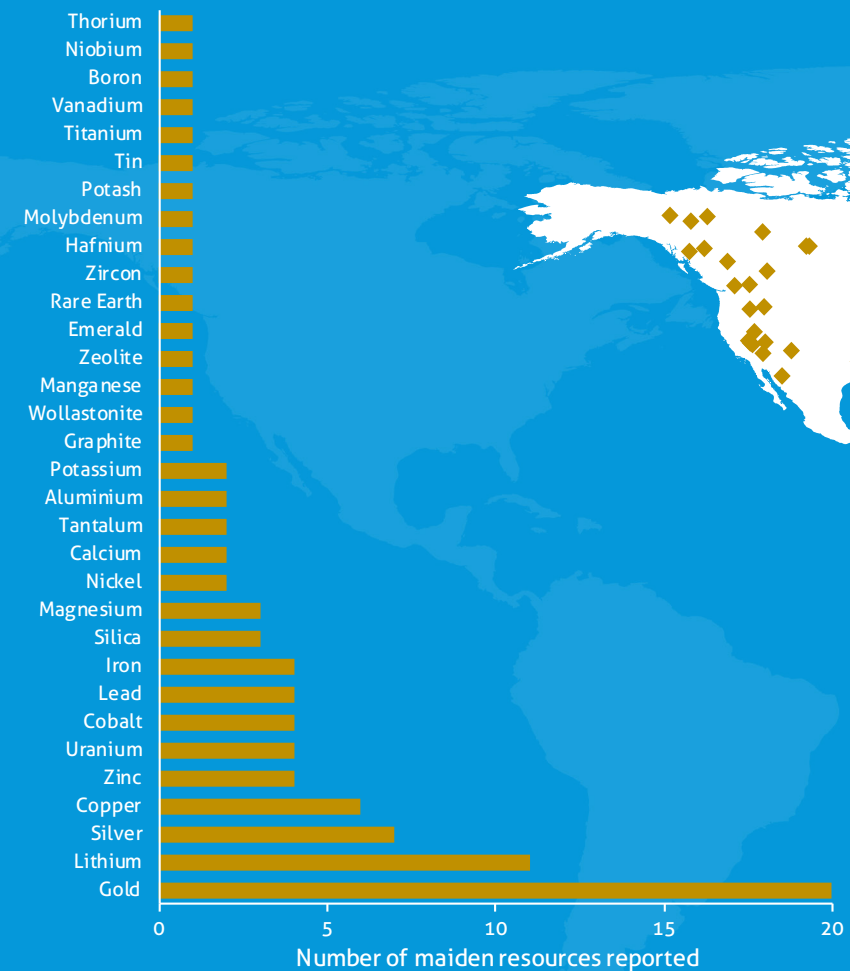 Thorium
Niobium
Boron
Vanadium
Titanium
Tin
Potash
Molybdenum
Hafnium
Zircon
Rare Earth
Emerald
Zeolite
Manganese
Wollastonite
Graphite
Potassium
Aluminium
Tantalum
Calcium
Nickel
Magnesium
Silica
Iron
Lead
Cobalt
Uranium
Zinc
Copper
Silver
Lithium
Gold
0 5 10 15 20
Number of maiden resources reported